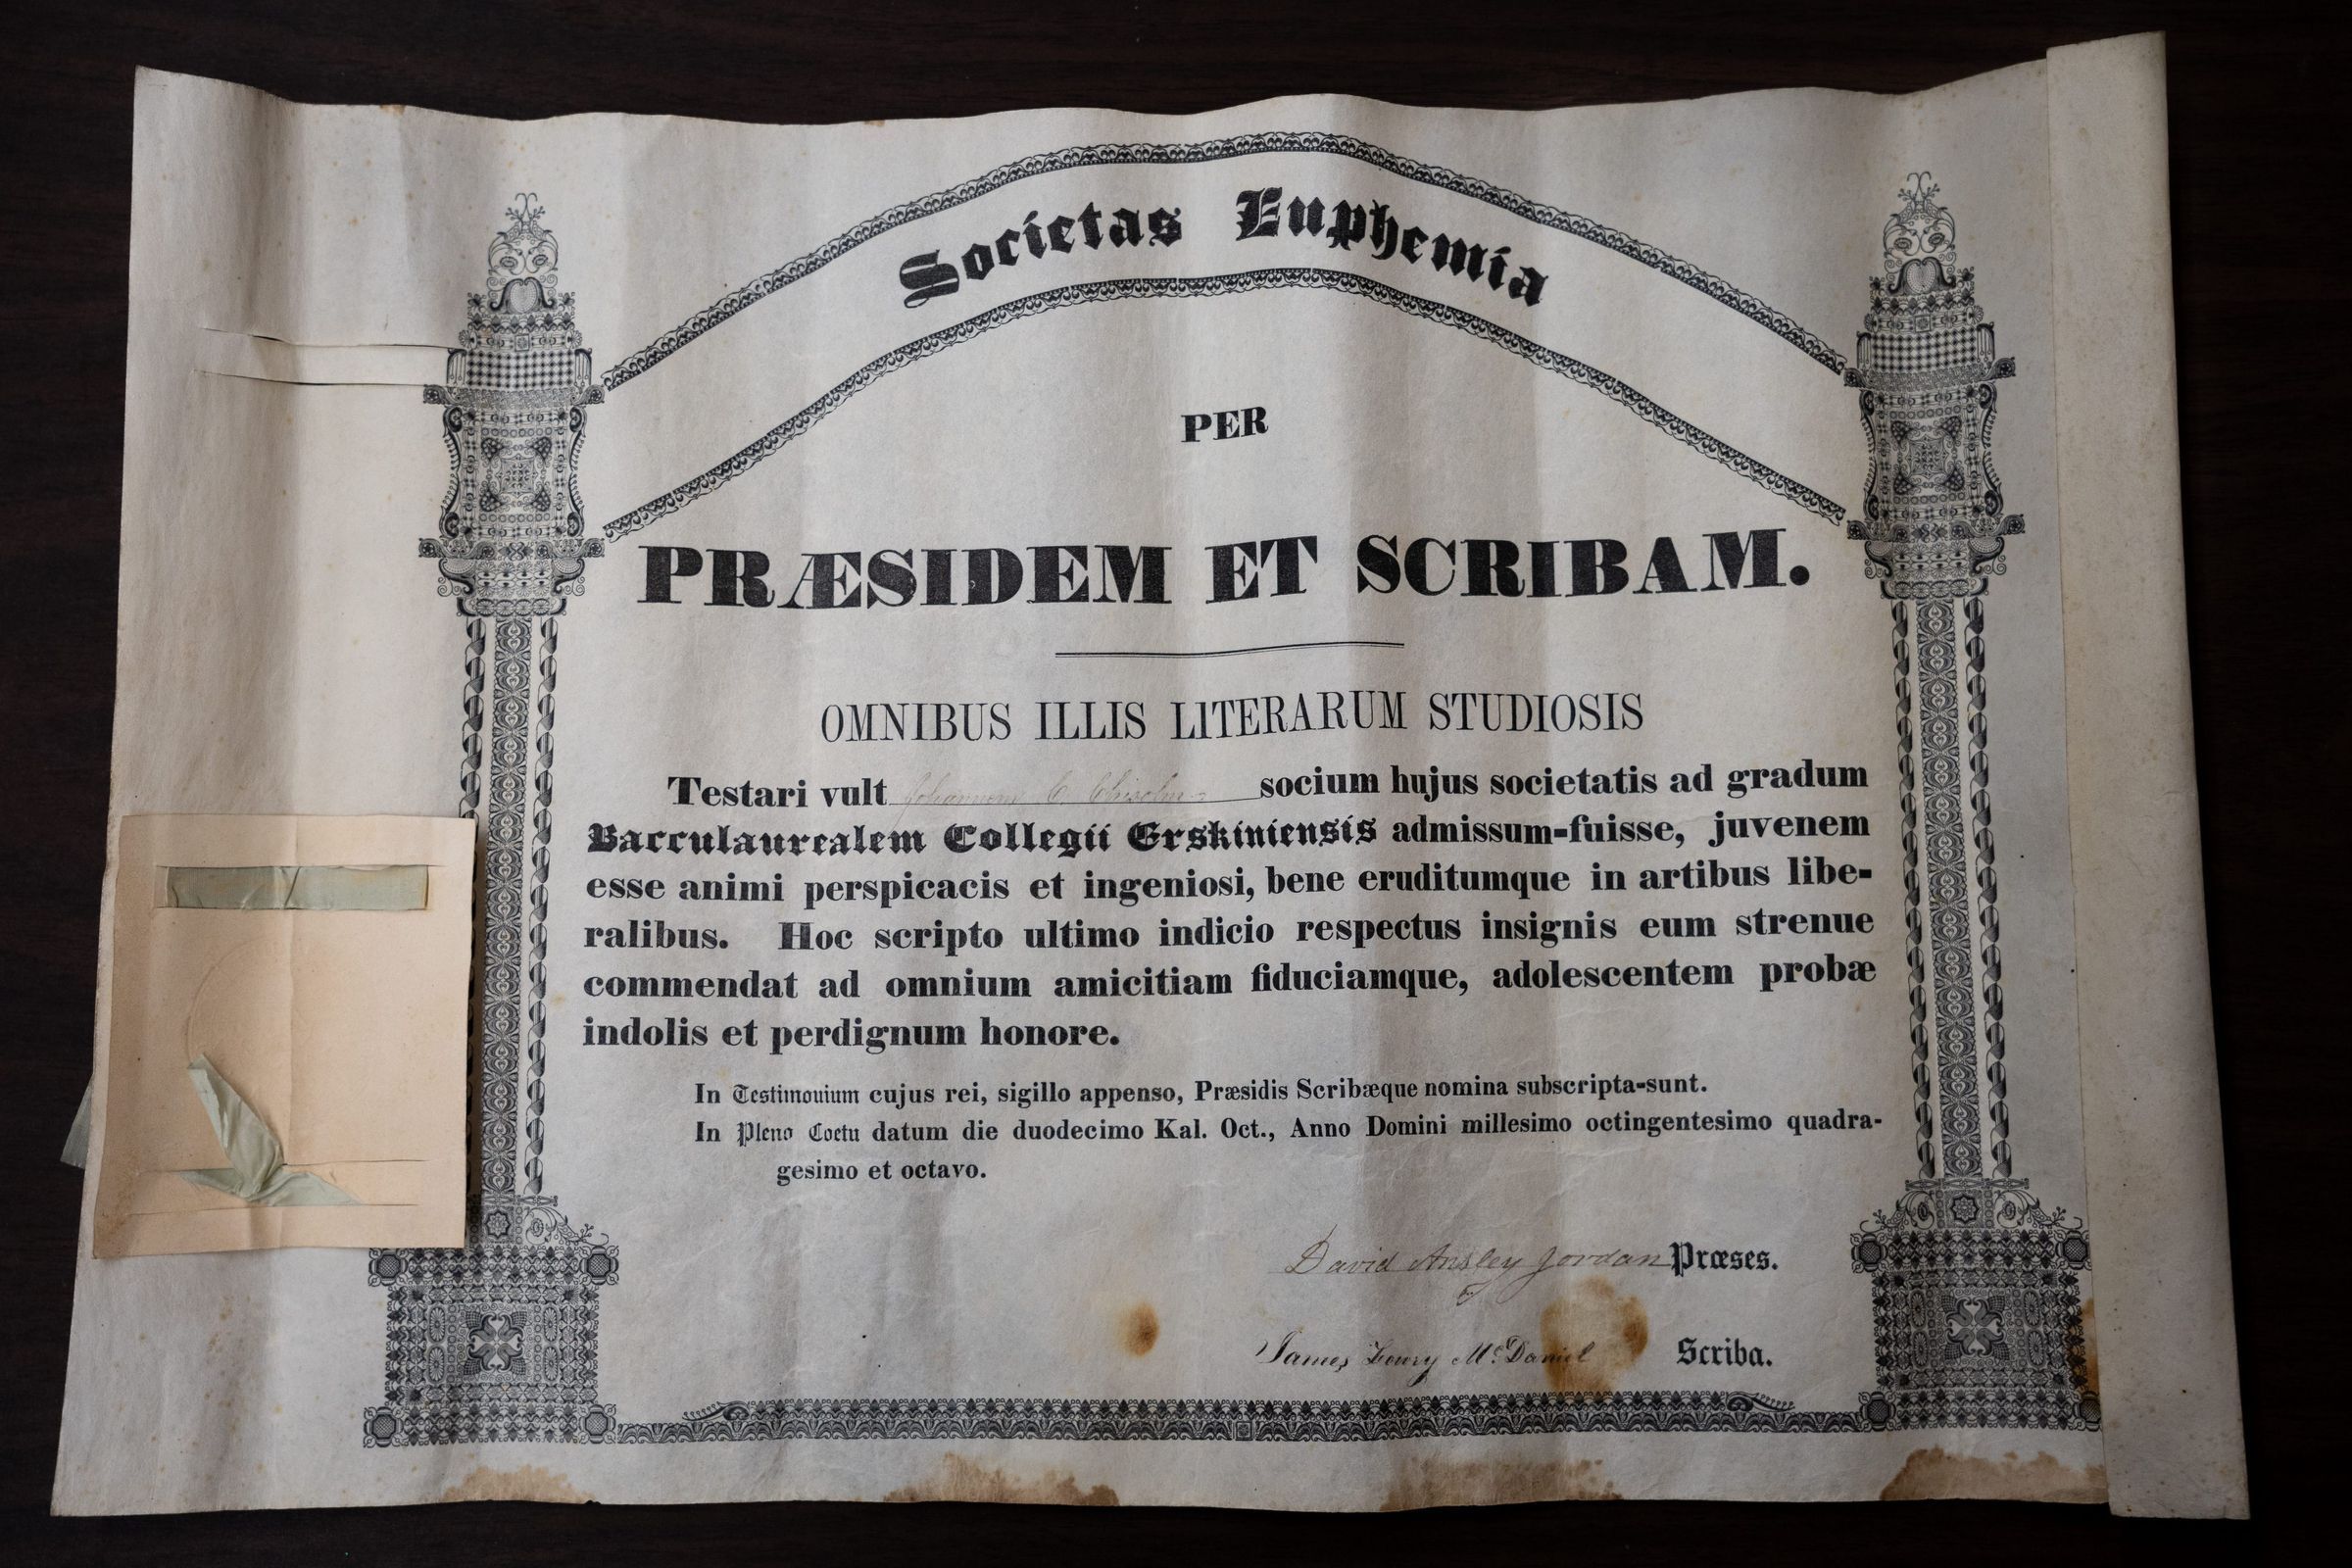 Societas Euphemia
PER
PRÆSIDEM ET SCRIBAM.
OMNIBUS ILLIS LITERARUM STUDIOSIS
Testari vult Johannem C. Chisolm socium hujus societatis ad gradum
Bacculaurealem Collegii Erskiniensis admissum-fuisse, juvenem
esse animi perspicacis et ingeniosi, bene eruditumque in artibus libe-
ralibus. Hoc scripto ultimo indicio respectus insignis eum strenue
commendat ad omnium amicitiam fiduciamque, adolescentem probæ
indolis et perdignum honore.
In Testimonium cujus rei, sigillo appenso, Præsidis Scribæque nomina subscripta-sunt.
In Pleno Coetu datum die duodecimo Kal. Oct., Anno Domini millesimo octingentesimo quadra-
gesimo et octavo.
David Ansley Jordan Præses.
James Lowry McDaniel Scriba.